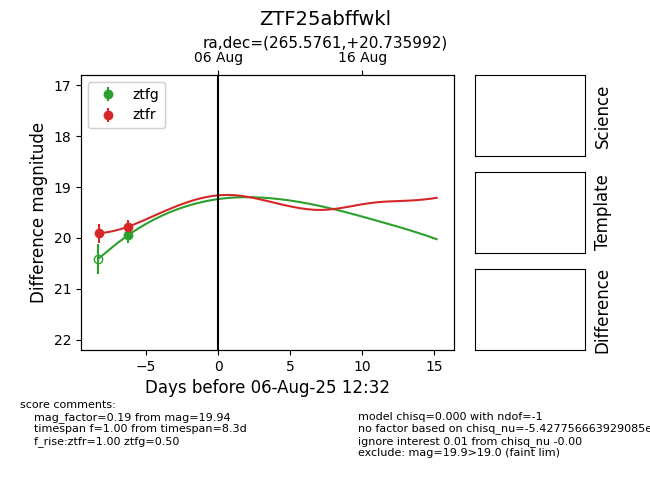 ZTF25abffwkl
ra,dec=(265.5761,+20.735992)
06 Aug 16 Aug
ztfg
ztfr
17
18
19
20
21
22
Difference magnitude
−5 0 5 10 15
Days before 06-Aug-25 12:32
Science
Template
Difference
score comments:
mag_factor=0.19 from mag=19.94
timespan f=1.00 from timespan=8.3d
f_rise:ztfr=1.00 ztfg=0.50
model chisq=0.000 with ndof=-1
no factor based on chisq_nu=-5.427756663929085e
ignore interest 0.01 from chisq_nu -0.00
exclude: mag=19.9>19.0 (faint lim)